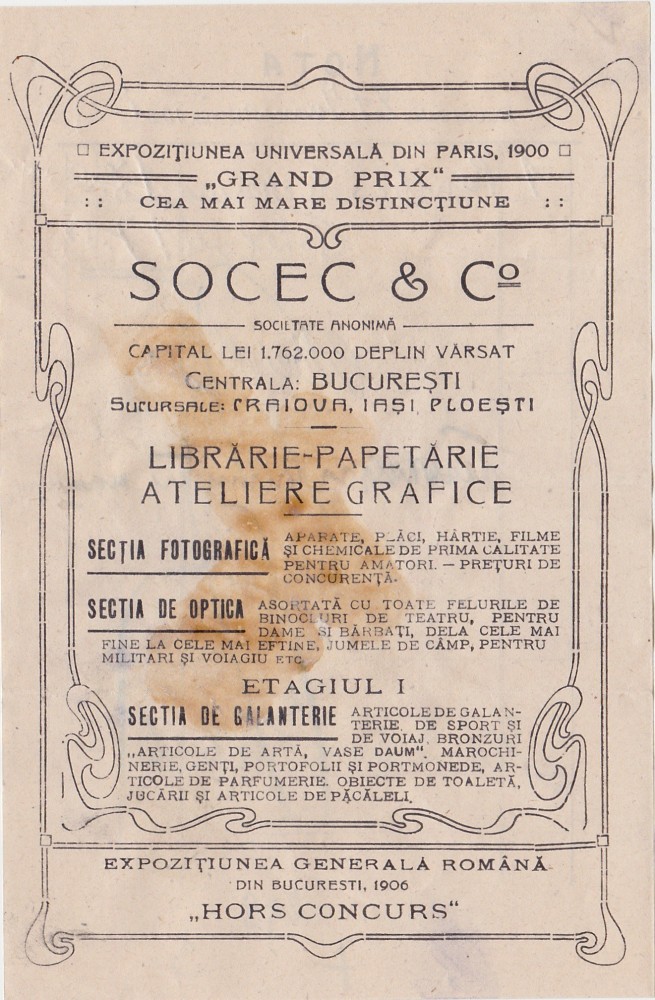 EXPOZIŢIUNEA UNIVERSALĂ DIN PARIS, 1900
„GRAND PRIX“
:: CEA MAI MARE DISTINCŢIUNE ::
SOCEC & Cº
SOCIETATE ANONIMĂ
CAPITAL LEI 1.762.000 DEPLIN VĂRSAT
CENTRALA: BUCUREŞTI
SUCURSALE: CRAIOVA, IAŞI, PLOEŞTI
LIBRĂRIE-PAPETĂRIE
ATELIERE GRAFICE
SECŢIA FOTOGRAFICĂ APARATE, PLĂCI, HÂRTIE, FILME
ŞI CHEMICALE DE PRIMA CALITATE
PENTRU AMATORI. — PREŢURI DE
CONCURENŢĂ.
SECTIA DE OPTICA ASORTATĂ CU TOATE FELURILE DE
BINOCLURI DE TEATRU, PENTRU
DAME SI BĂRBAŢI, DELA CELE MAI
FINE LA CELE MAI EFTINE, JUMELE DE CÂMP, PENTRU
MILITARI ŞI VOIAGIU ETC.
ETAGIUL I
SECTIA DE GALANTERIE ARTICOLE DE GALAN-
TERIE, DE SPORT ŞI
DE VOIAJ, BRONZURI
„ARTICOLE DE ARTĂ, VASE DAUM“. MAROCHI-
NERIE, GENŢI, PORTOFOLII ŞI PORTMONEDE, AR-
TICOLE DE PARFUMERIE. OBIECTE DE TOALETĂ,
JUCĂRII ŞI ARTICOLE DE PĂCĂLELI.
EXPOZIŢIUNEA GENERALĂ ROMÂNĂ
DIN BUCURESTI, 1906
„HORS CONCURS“